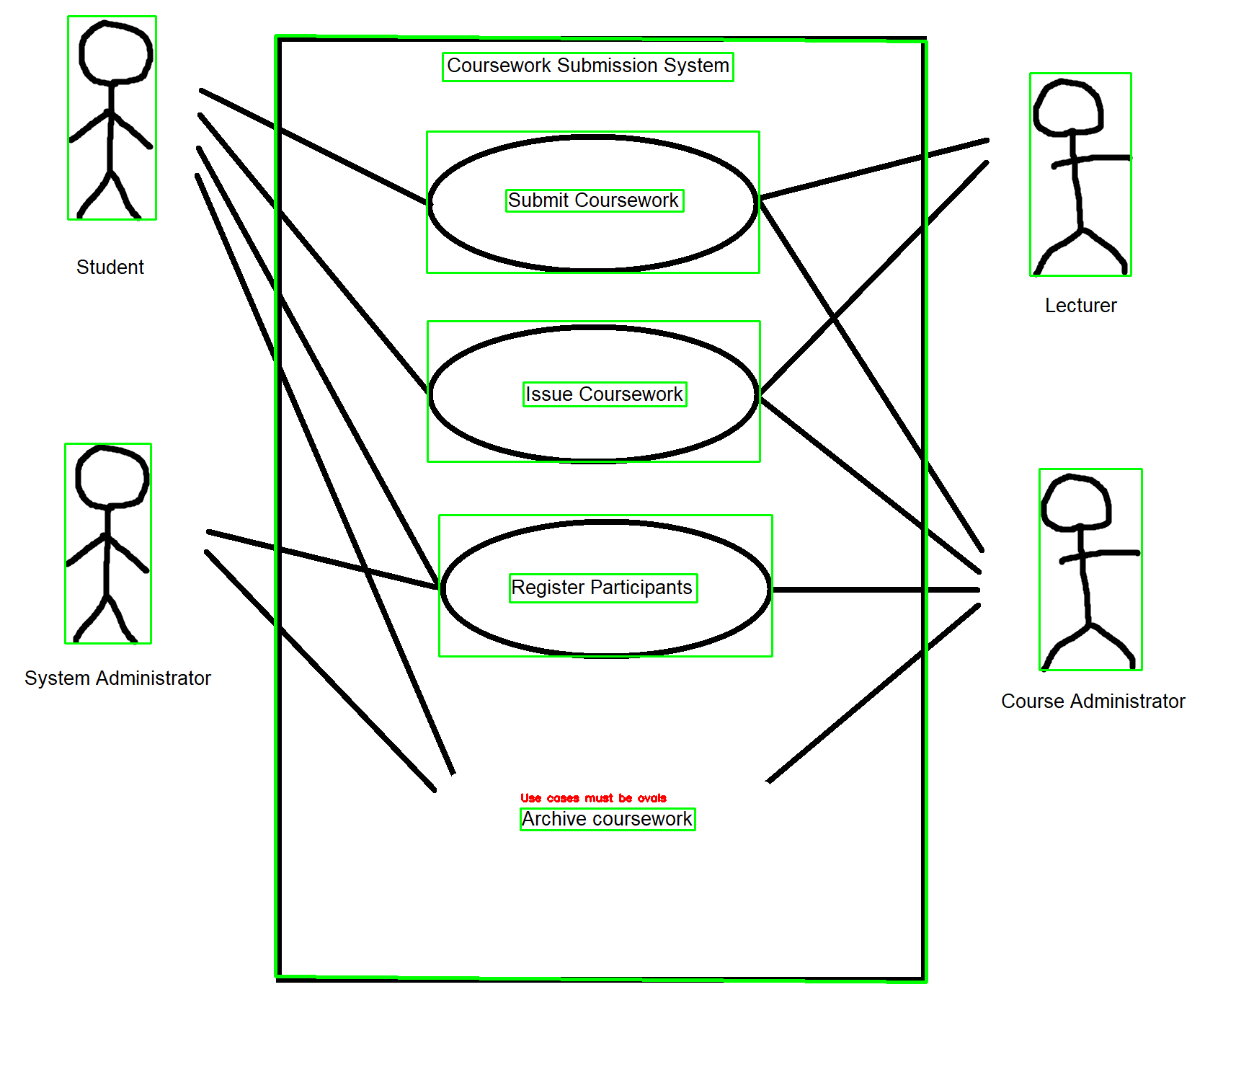 Coursework Submission System
Submit Coursework
Student
Lecturer
Issue Coursework
Register Participants
System Administrator
Course Administrator
Use cases must be ovals
Archive coursework